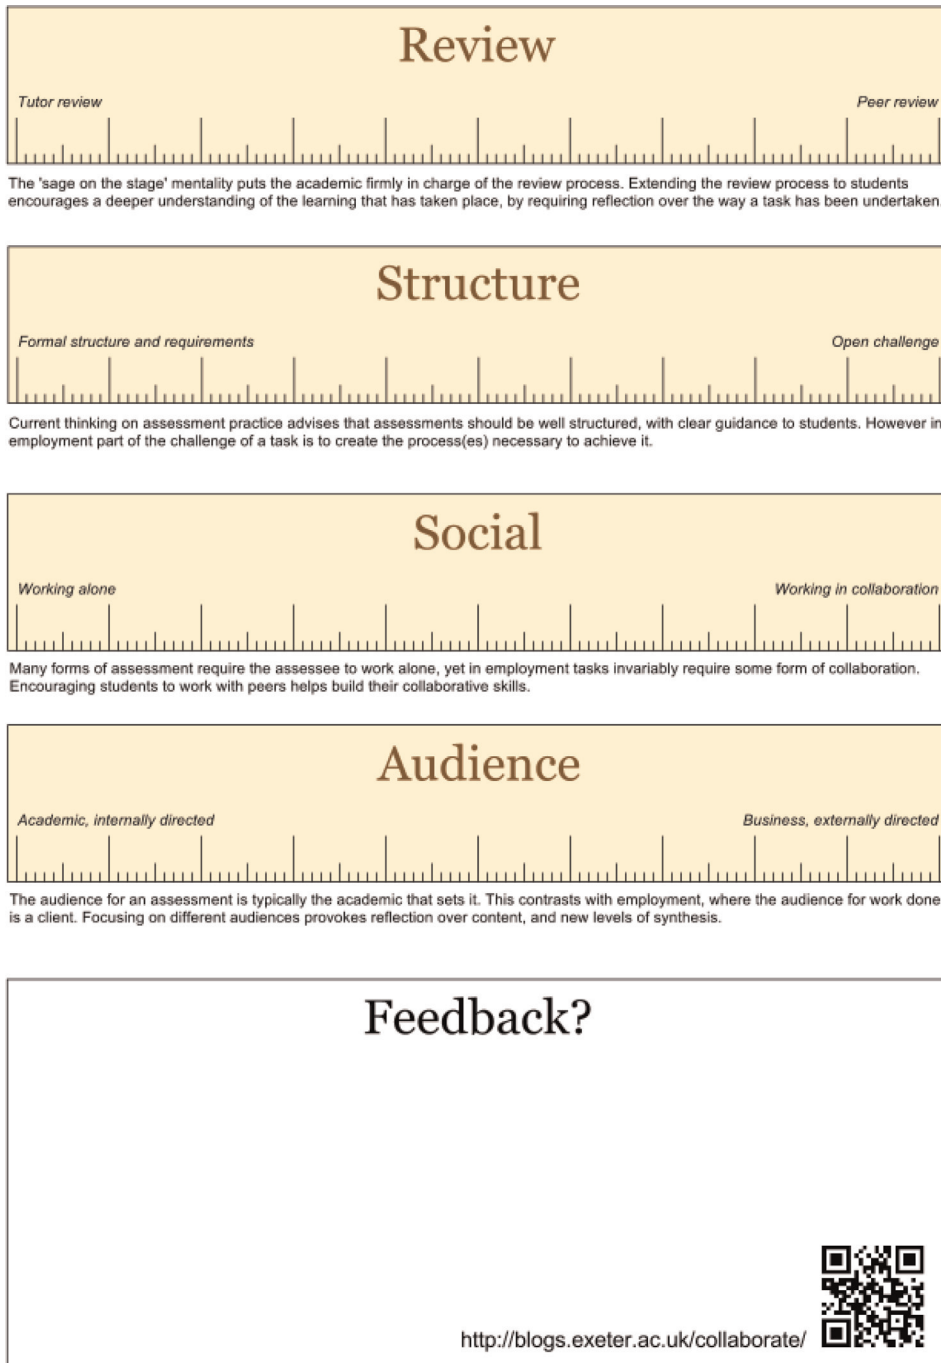 Review
Tutor review
Peer review
The 'sage on the stage' mentality puts the academic firmly in charge of the review process. Extending the review process to students
encourages a deeper understanding of the learning that has taken place, by requiring reflection over the way a task has been undertaken.
Structure
Formal structure and requirements
Open challenge
Current thinking on assessment practice advises that assessments should be well structured, with clear guidance to students. However in
employment part of the challenge of a task is to create the process(es) necessary to achieve it.
Social
Working alone
Working in collaboration
Many forms of assessment require the assessee to work alone, yet in employment tasks invariably require some form of collaboration.
Encouraging students to work with peers helps build their collaborative skills.
Audience
Academic, internally directed
Business, externally directed
The audience for an assessment is typically the academic that sets it. This contrasts with employment, where the audience for work done
is a client. Focusing on different audiences provokes reflection over content, and new levels of synthesis.
Feedback?
http://blogs.exeter.ac.uk/collaborate/